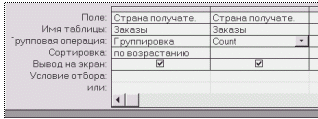 Поле: Страна получате. Страна получате.
Имя таблицы: Заказы Заказы
Групповая операция: Группировка Count
Сортировка: по возрастанию
Вывод на экран:
Условие отбора:
или: